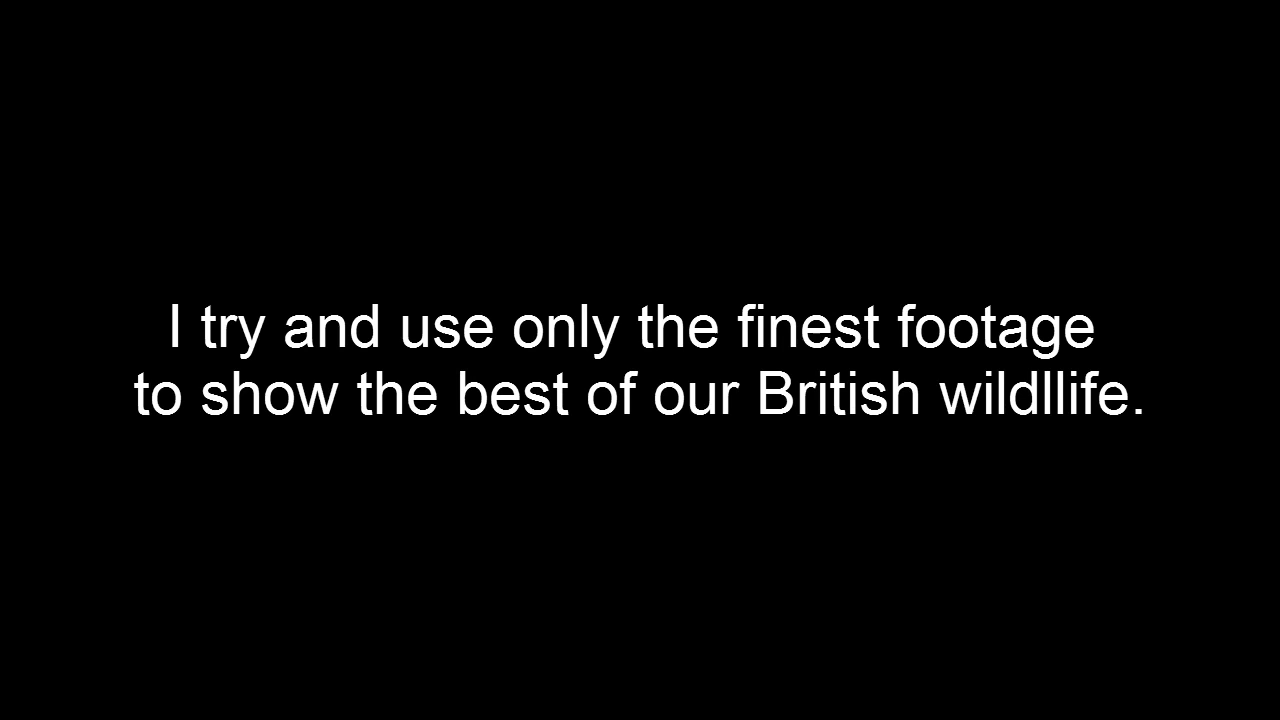 I try and use only the finest footage
to show the best of our British wildllife.